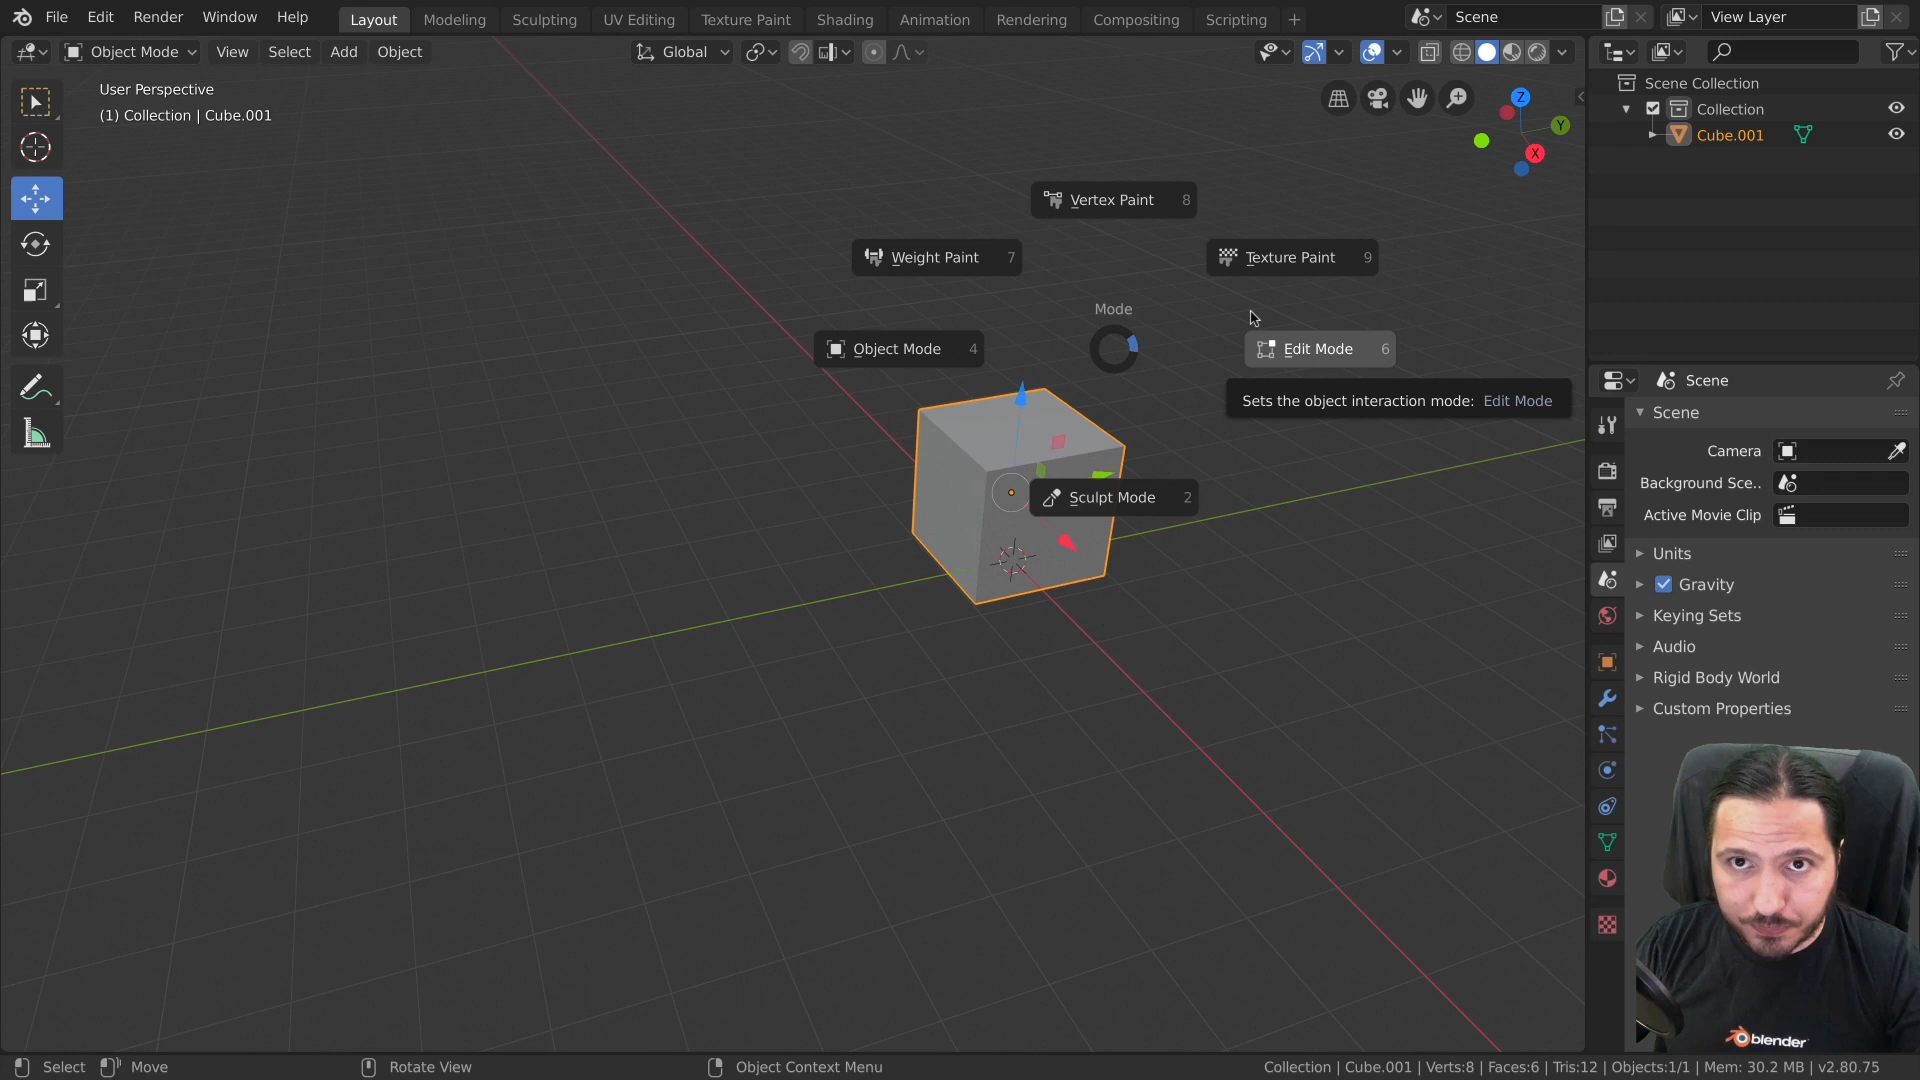 File Edit Render Window Help Layout Modeling Sculpting UV Editing Texture Paint Shading Animation Rendering Compositing Scripting + Scene View Layer
Object Mode View Select Add Object Global
User Perspective
(1) Collection | Cube.001
Z
Y
X
Scene Collection
Collection
Cube.001
Vertex Paint 8
Weight Paint 7
Texture Paint 9
Mode
Object Mode 4
Edit Mode 6
Sets the object interaction mode: Edit Mode
Sculpt Mode 2
Scene
Scene
Camera
Background Sce..
Active Movie Clip
Units
Gravity
Keying Sets
Audio
Rigid Body World
Custom Properties
blender
Select Move Rotate View Object Context Menu Collection | Cube.001 | Verts:8 | Faces:6 | Tris:12 | Objects:1/1 | Mem: 30.2 MB | v2.80.75